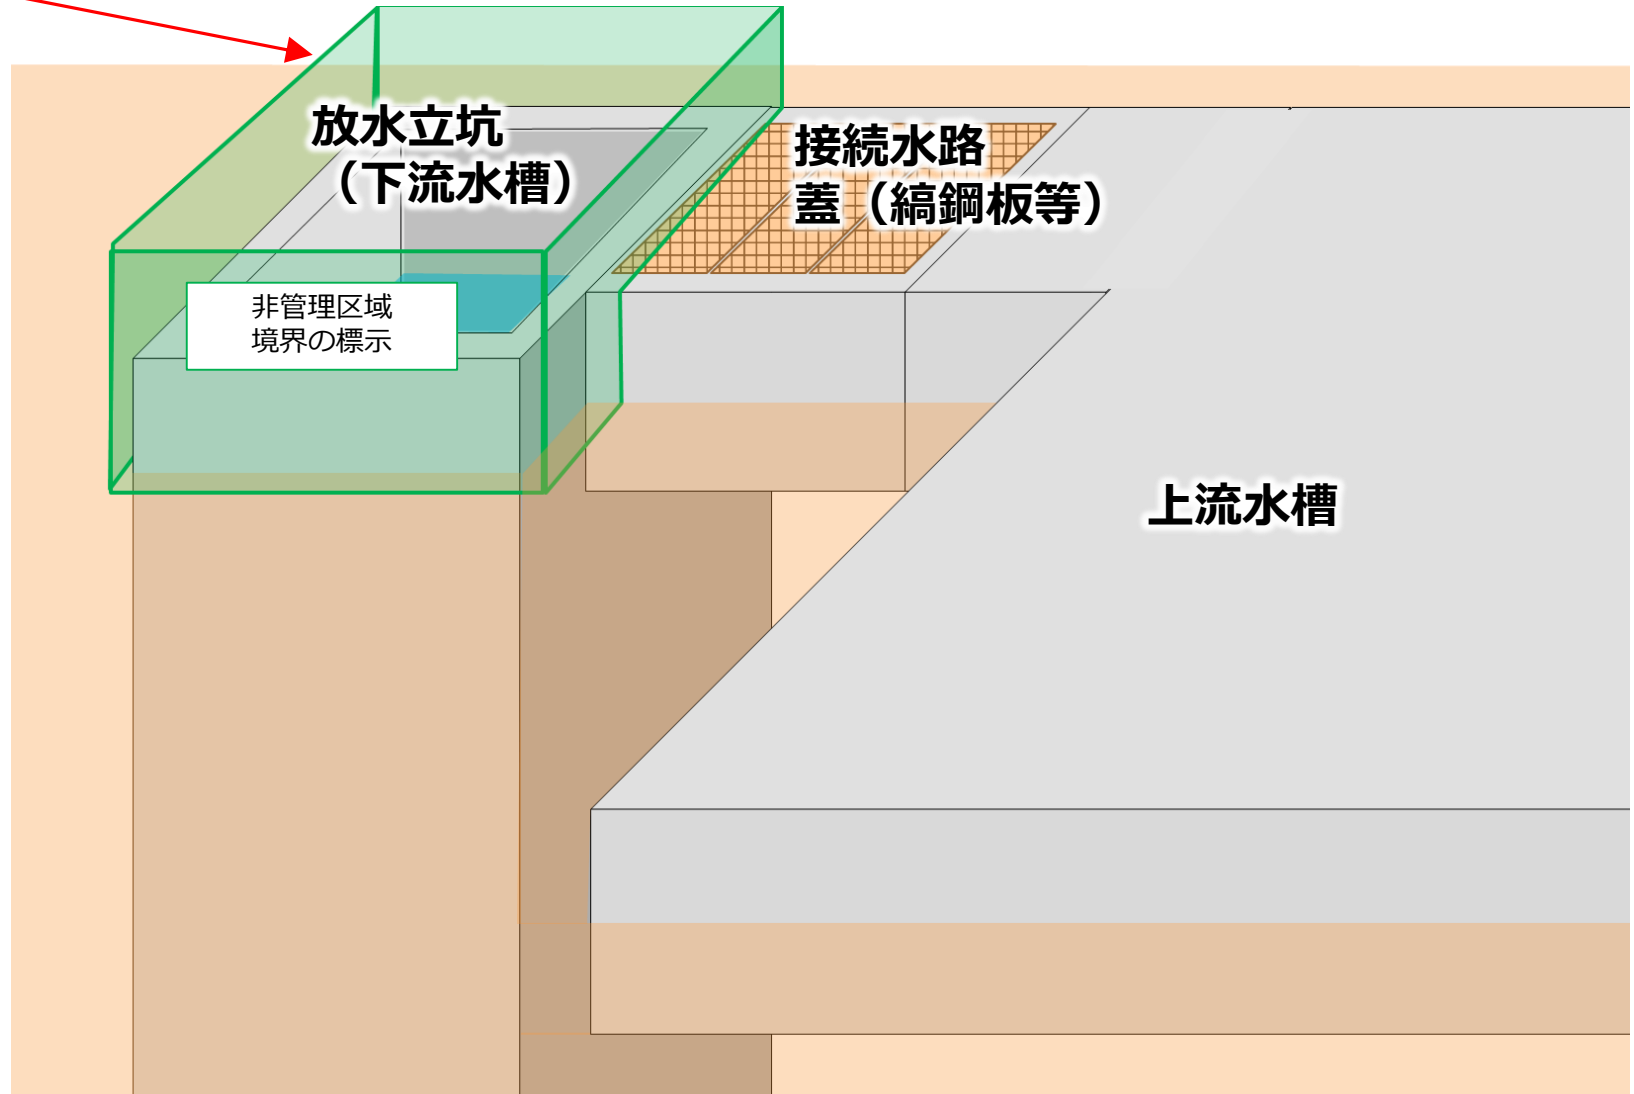 放水立坑
（下流水槽）
接続水路
蓋（縞鋼板等）
非管理区域
境界の標示
上流水槽